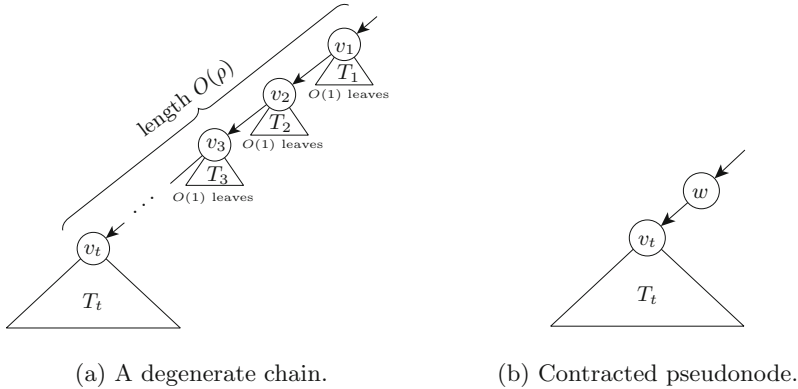 length O(ρ)
v₁
T₁
O(1) leaves
v₂
T₂
O(1) leaves
v₃
T₃
O(1) leaves
. . .
vₜ
Tₜ
(a) A degenerate chain.
w
vₜ
Tₜ
(b) Contracted pseudonode.